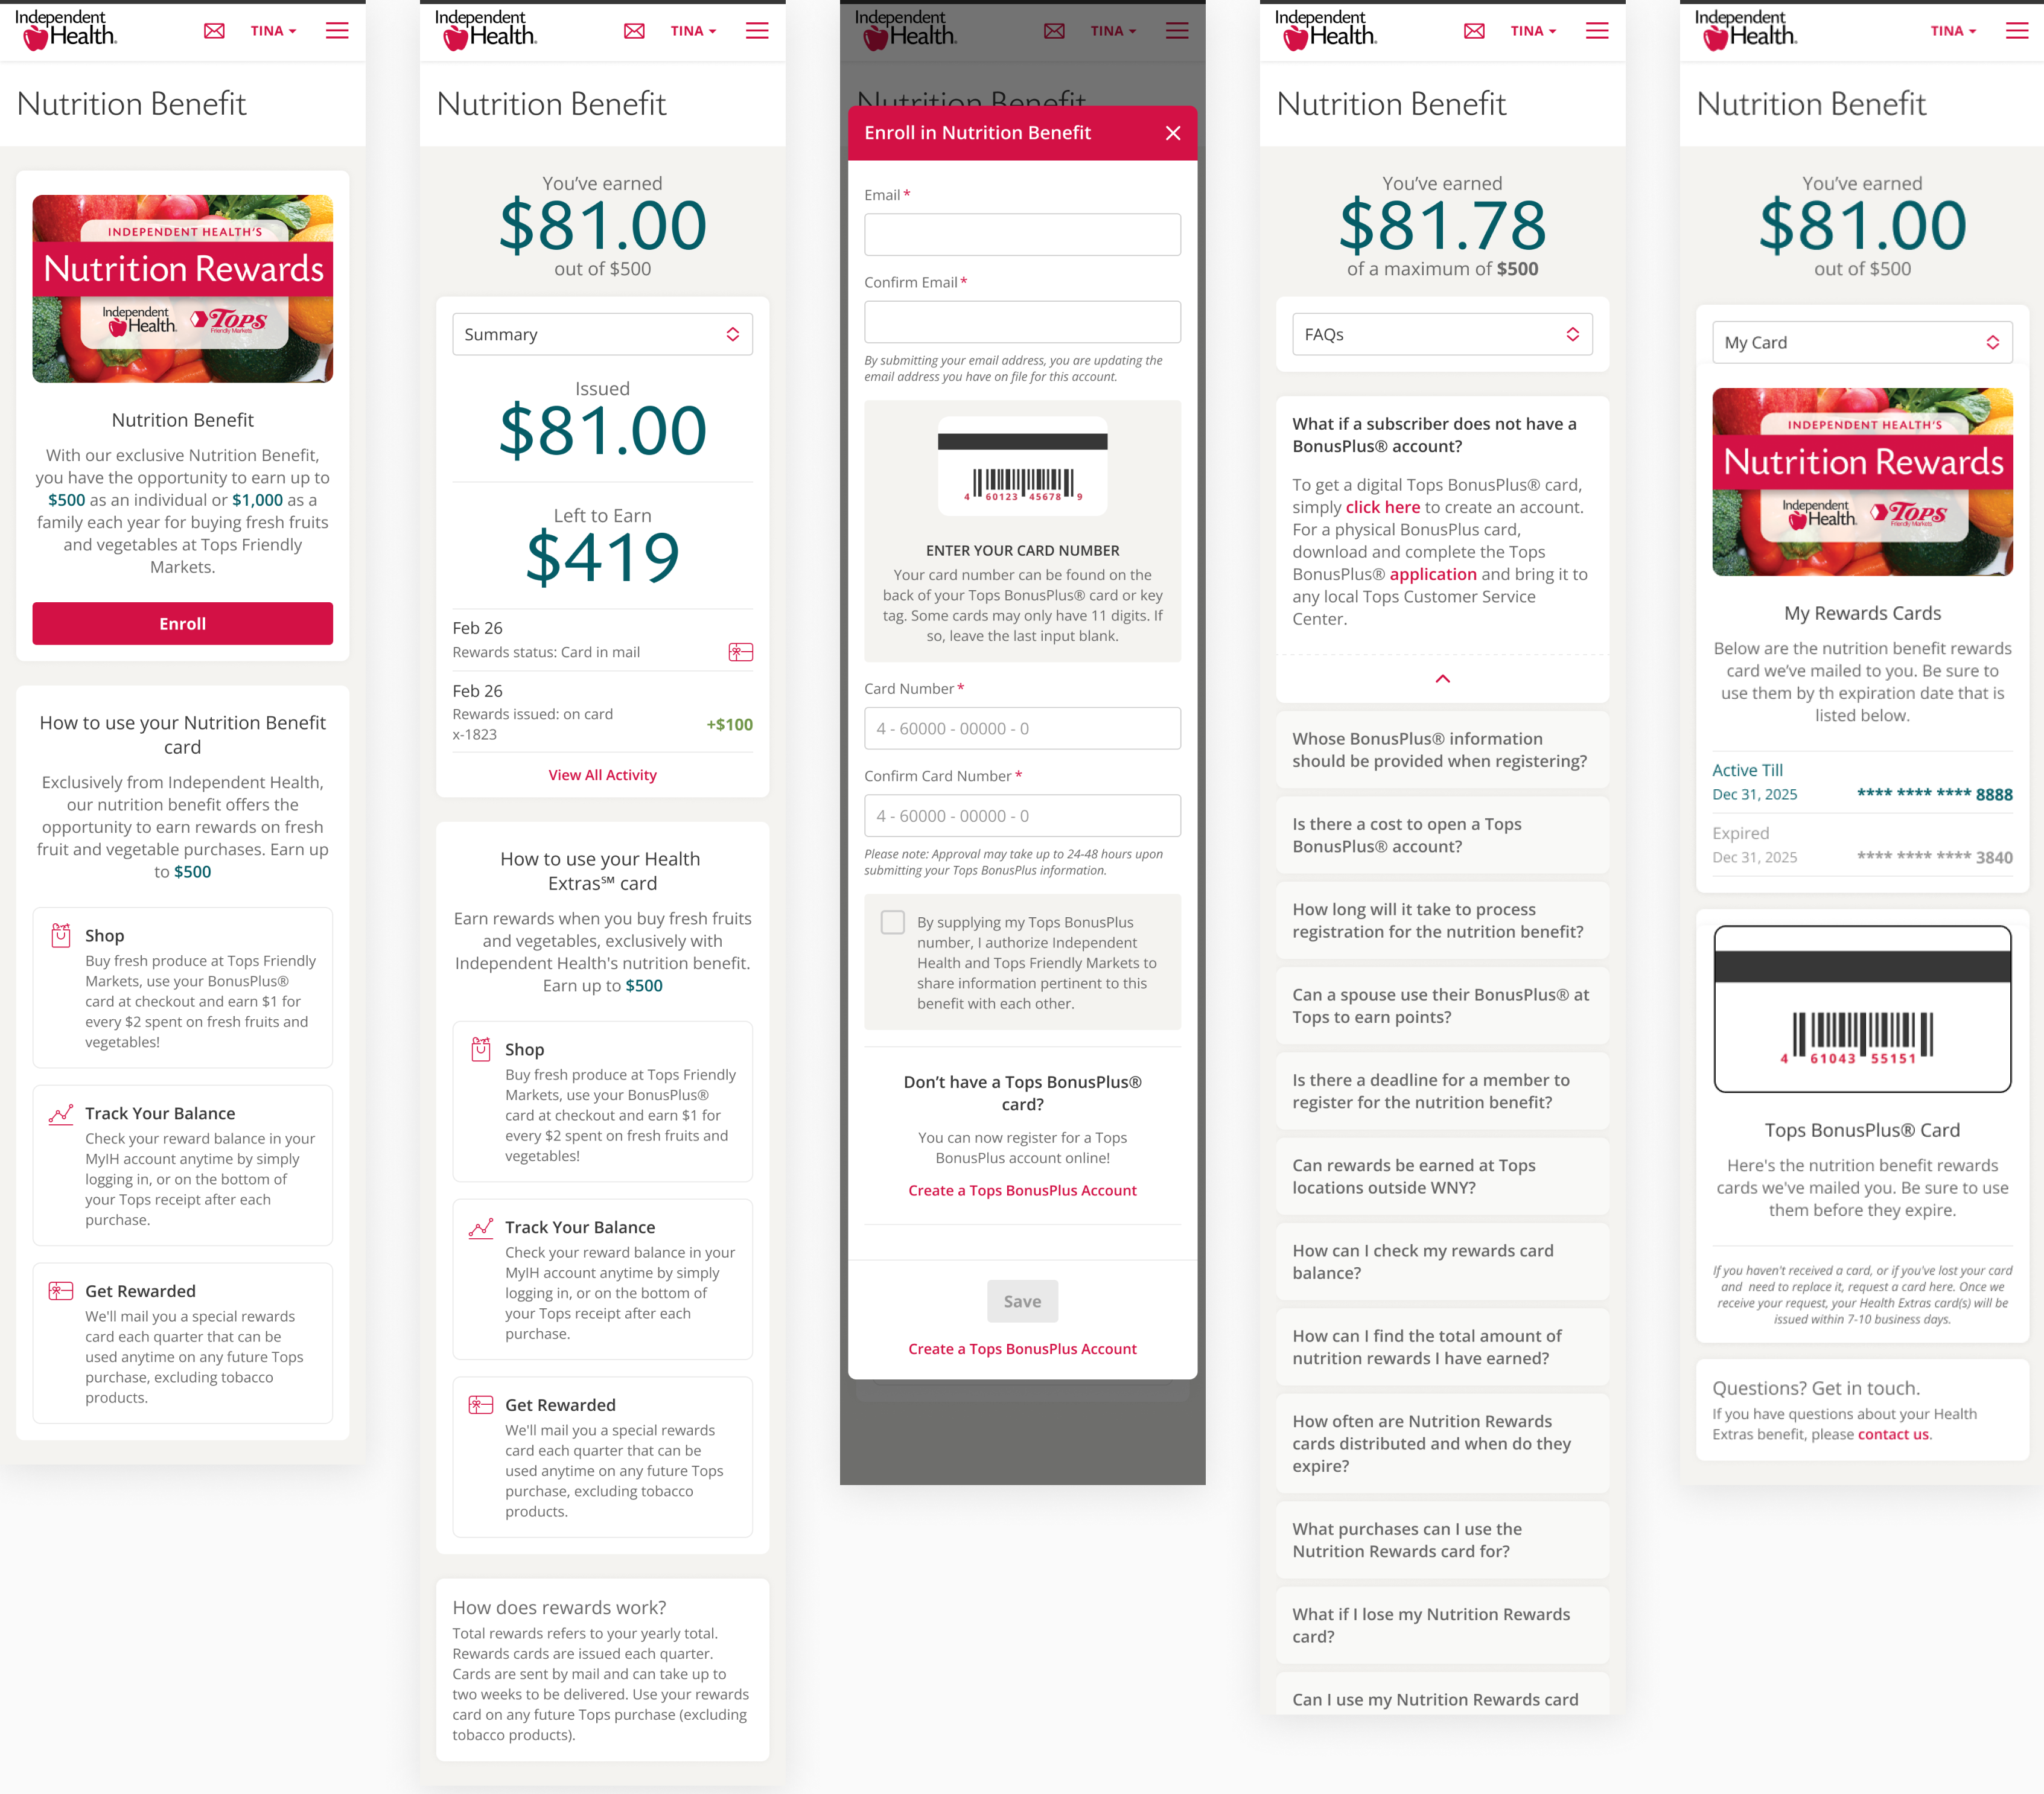 Independent
Health.
TINA
Nutrition Benefit
INDEPENDENT HEALTH'S
Nutrition Rewards
Independent
Health.
Tops
Friendly Markets
Nutrition Benefit
With our exclusive Nutrition Benefit,
you have the opportunity to earn up to
$500 as an individual or $1,000 as a
family each year for buying fresh fruits
and vegetables at Tops Friendly
Markets.
Enroll
How to use your Nutrition Benefit
card
Exclusively from Independent Health,
our nutrition benefit offers the
opportunity to earn rewards on fresh
fruit and vegetable purchases. Earn up
to $500
Shop
Buy fresh produce at Tops Friendly
Markets, use your BonusPlus®
card at checkout and earn $1 for
every $2 spent on fresh fruits and
vegetables!
Track Your Balance
Check your reward balance in your
MyIH account anytime by simply
logging in, or on the bottom of
your Tops receipt after each
purchase.
Get Rewarded
We'll mail you a special rewards
card each quarter that can be
used anytime on any future Tops
purchase, excluding tobacco
products.
Independent
Health.
TINA
Nutrition Benefit
You've earned
$81.00
out of $500
Summary
Issued
$81.00
Left to Earn
$419
Feb 26
Rewards status: Card in mail
Feb 26
Rewards issued: on card
x-1823
+$100
View All Activity
How to use your Health
Extras℠ card
Earn rewards when you buy fresh fruits
and vegetables, exclusively with
Independent Health's nutrition benefit.
Earn up to $500
Shop
Buy fresh produce at Tops Friendly
Markets, use your BonusPlus®
card at checkout and earn $1 for
every $2 spent on fresh fruits and
vegetables!
Track Your Balance
Check your reward balance in your
MyIH account anytime by simply
logging in, or on the bottom of
your Tops receipt after each
purchase.
Get Rewarded
We'll mail you a special rewards
card each quarter that can be
used anytime on any future Tops
purchase, excluding tobacco
products.
How does rewards work?
Total rewards refers to your yearly total.
Rewards cards are issued each quarter.
Cards are sent by mail and can take up to
two weeks to be delivered. Use your rewards
card on any future Tops purchase (excluding
tobacco products).
Independent
Health.
TINA
Nutrition Benefit
Enroll in Nutrition Benefit
Email *
Confirm Email *
By submitting your email address, you are updating the
email address you have on file for this account.
4 60123 45678 9
ENTER YOUR CARD NUMBER
Your card number can be found on the
back of your Tops BonusPlus® card or key
tag. Some cards may only have 11 digits. If
so, leave the last input blank.
Card Number *
4 - 60000 - 00000 - 0
Confirm Card Number *
4 - 60000 - 00000 - 0
Please note: Approval may take up to 24-48 hours upon
submitting your Tops BonusPlus information.
By supplying my Tops BonusPlus
number, I authorize Independent
Health and Tops Friendly Markets to
share information pertinent to this
benefit with each other.
Don't have a Tops BonusPlus®
card?
You can now register for a Tops
BonusPlus account online!
Create a Tops BonusPlus Account
Save
Create a Tops BonusPlus Account
Independent
Health.
TINA
Nutrition Benefit
You've earned
$81.78
of a maximum of $500
FAQs
What if a subscriber does not have a
BonusPlus® account?
To get a digital Tops BonusPlus® card,
simply click here to create an account.
For a physical BonusPlus card,
download and complete the Tops
BonusPlus® application and bring it to
any local Tops Customer Service
Center.
Whose BonusPlus® information
should be provided when registering?
Is there a cost to open a Tops
BonusPlus® account?
How long will it take to process
registration for the nutrition benefit?
Can a spouse use their BonusPlus® at
Tops to earn points?
Is there a deadline for a member to
register for the nutrition benefit?
Can rewards be earned at Tops
locations outside WNY?
How can I check my rewards card
balance?
How can I find the total amount of
nutrition rewards I have earned?
How often are Nutrition Rewards
cards distributed and when do they
expire?
What purchases can I use the
Nutrition Rewards card for?
What if I lose my Nutrition Rewards
card?
Can I use my Nutrition Rewards card
Independent
Health.
TINA
Nutrition Benefit
You've earned
$81.00
out of $500
My Card
INDEPENDENT HEALTH'S
Nutrition Rewards
Independent
Health.
Tops
Friendly Markets
My Rewards Cards
Below are the nutrition benefit rewards
card we've mailed to you. Be sure to
use them by th expiration date that is
listed below.
Active Till
Dec 31, 2025 **** **** **** 8888
Expired
Dec 31, 2025 **** **** **** 3840
4 61043 55151
Tops BonusPlus® Card
Here's the nutrition benefit rewards
cards we've mailed you. Be sure to use
them before they expire.
If you haven't received a card, or if you've lost your card
and need to replace it, request a card here. Once we
receive your request, your Health Extras card(s) will be
issued within 7-10 business days.
Questions? Get in touch.
If you have questions about your Health
Extras benefit, please contact us.